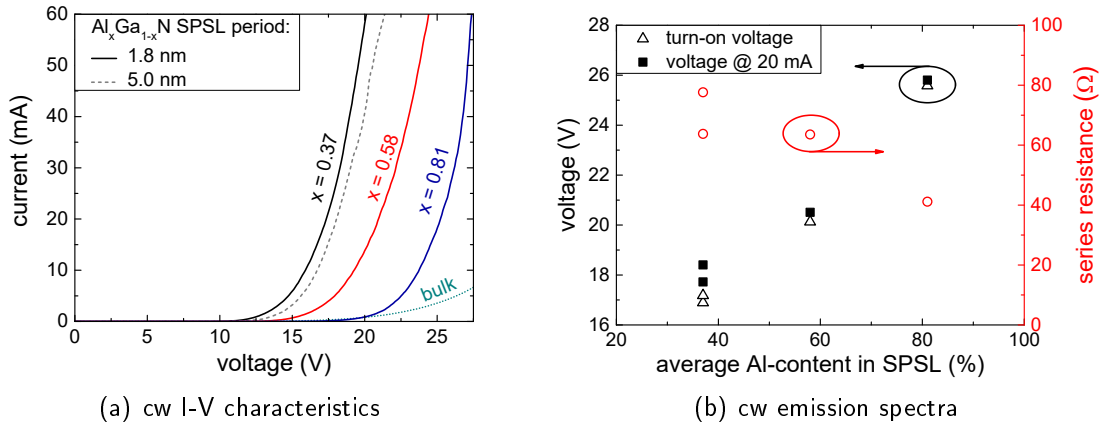 Al_xGa_{1-x}N SPSL period:
1.8 nm
5.0 nm
60
50
40
30
20
10
0
current (mA)
x = 0.37
x = 0.58
x = 0.81
bulk
0 5 10 15 20 25
voltage (V)
(a) cw I-V characteristics
turn-on voltage
voltage @ 20 mA
28
26
24
22
20
18
16
voltage (V)
100
80
60
40
20
0
series resistance (Ω)
20 40 60 80 100
average Al-content in SPSL (%)
(b) cw emission spectra